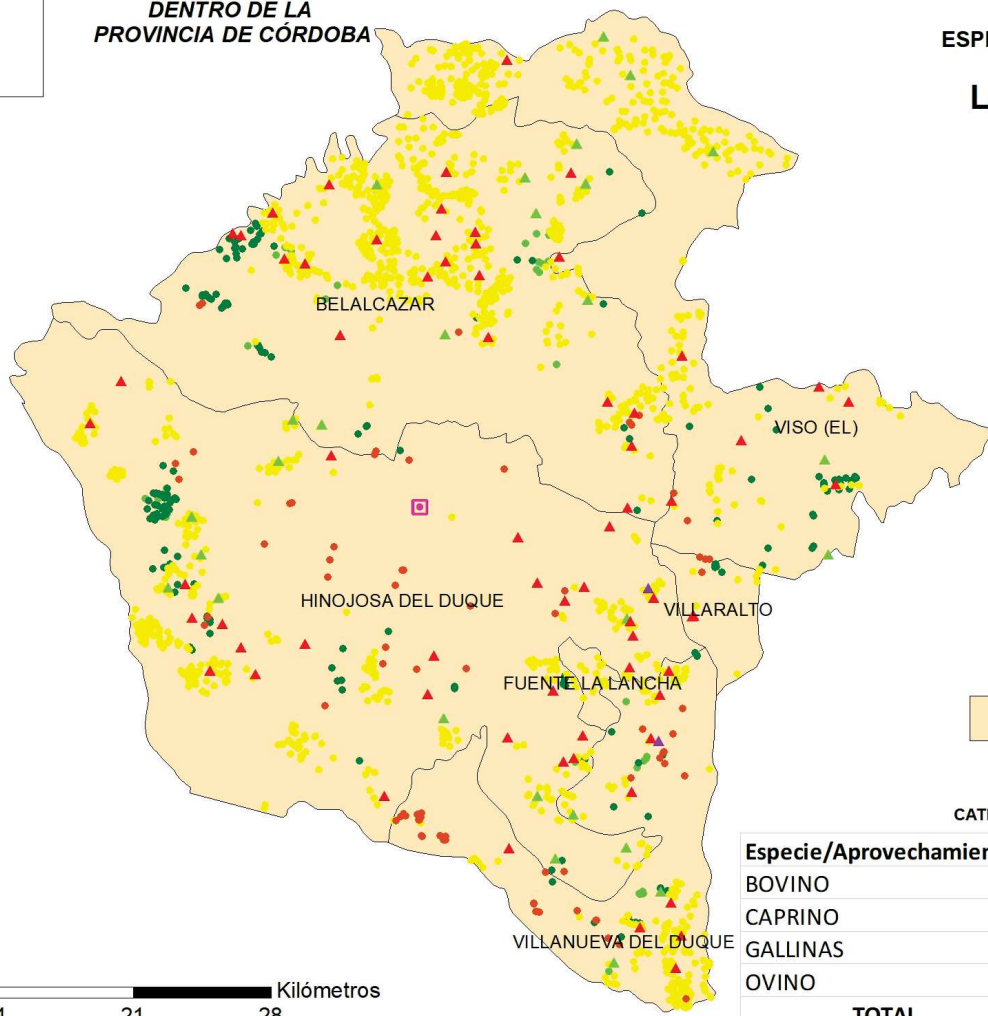 DENTRO DE LA
PROVINCIA DE CÓRDOBA
BELALCAZAR
VISO (EL)
HINOJOSA DEL DUQUE
VILLARALTO
FUENTE LA LANCHA
VILLANUEVA DEL DUQUE
Especie/Aprovechamien
BOVINO
CAPRINO
GALLINAS
OVINO
TOTAL
Kilómetros
21 28